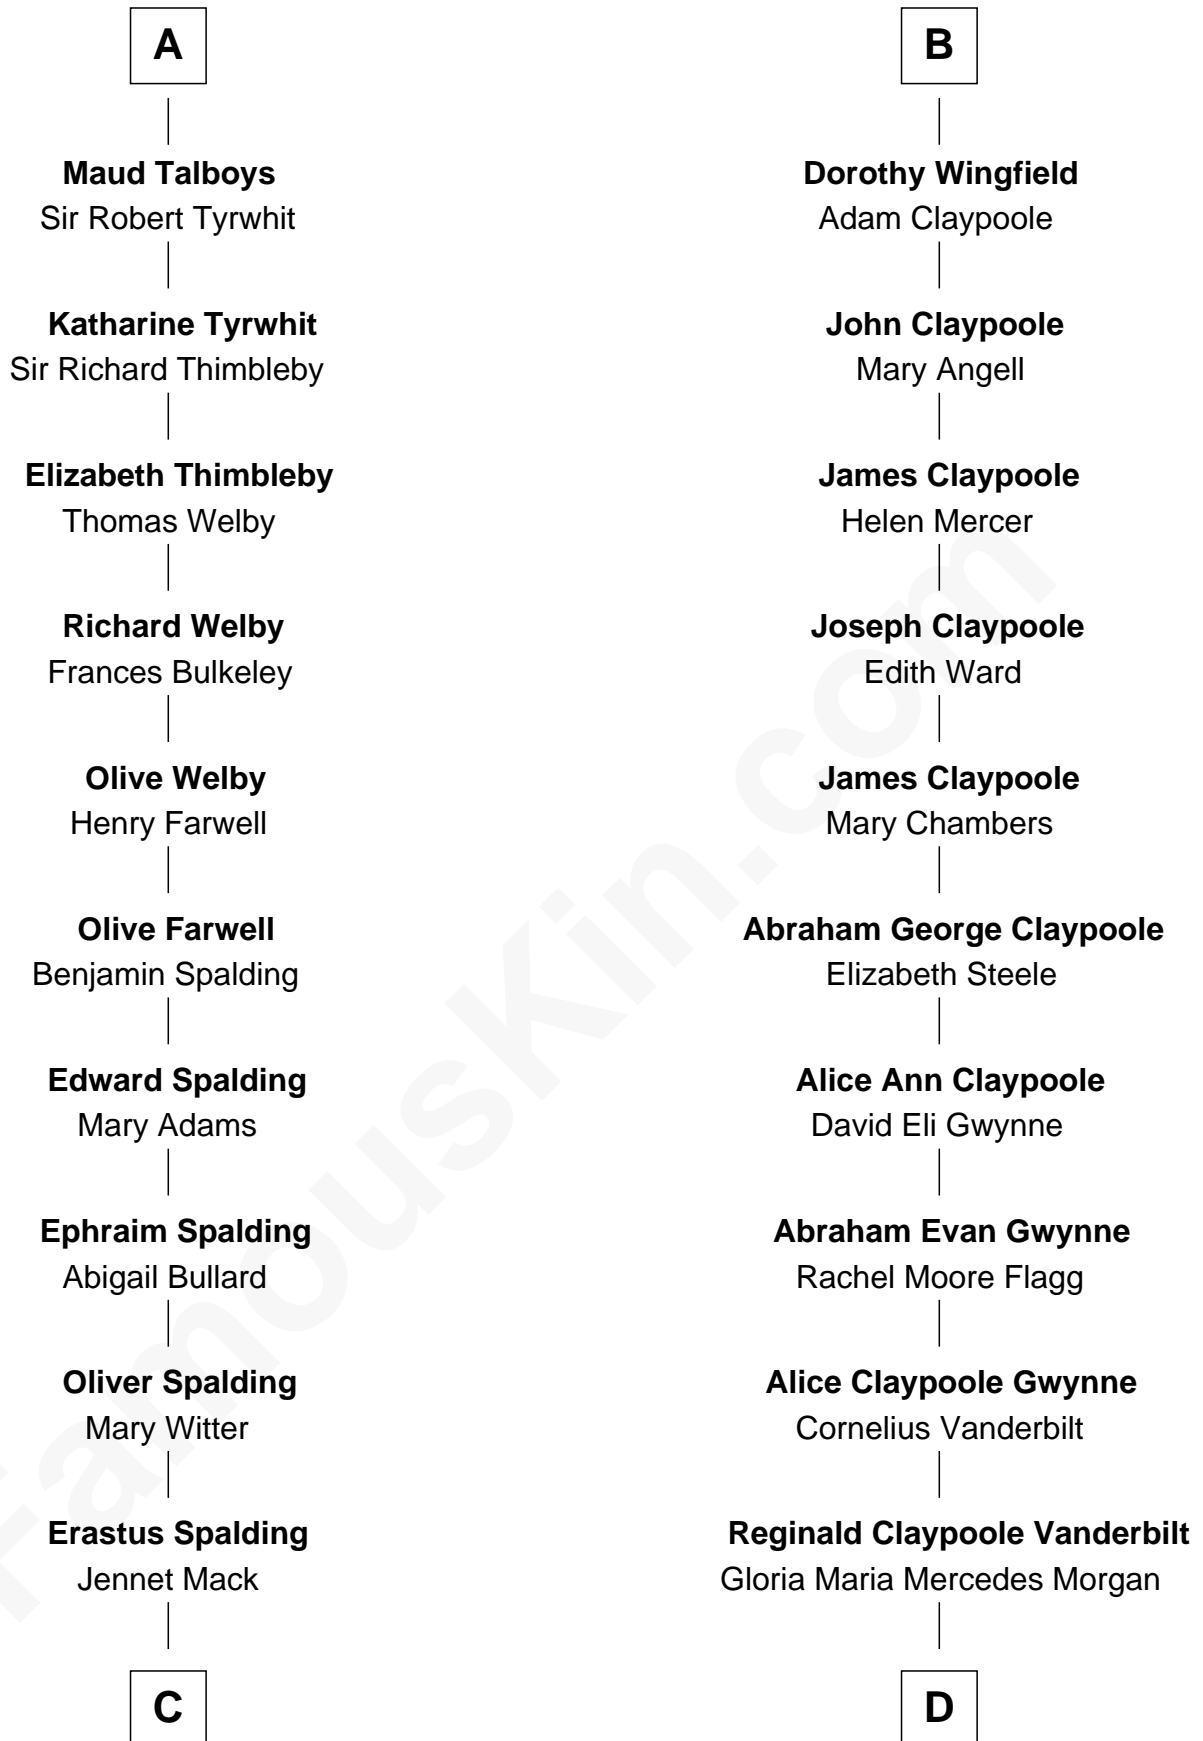 A
Maud Talboys
Sir Robert Tyrwhit
Katharine Tyrwhit
Sir Richard Thimbleby
Elizabeth Thimbleby
Thomas Welby
Richard Welby
Frances Bulkeley
Olive Welby
Henry Farwell
Olive Farwell
Benjamin Spalding
Edward Spalding
Mary Adams
Ephraim Spalding
Abigail Bullard
Oliver Spalding
Mary Witter
Erastus Spalding
Jennet Mack
C
B
Dorothy Wingfield
Adam Claypoole
John Claypoole
Mary Angell
James Claypoole
Helen Mercer
Joseph Claypoole
Edith Ward
James Claypoole
Mary Chambers
Abraham George Claypoole
Elizabeth Steele
Alice Ann Claypoole
David Eli Gwynne
Abraham Evan Gwynne
Rachel Moore Flagg
Alice Claypoole Gwynne
Cornelius Vanderbilt
Reginald Claypoole Vanderbilt
Gloria Maria Mercedes Morgan
D
FamousKin.com